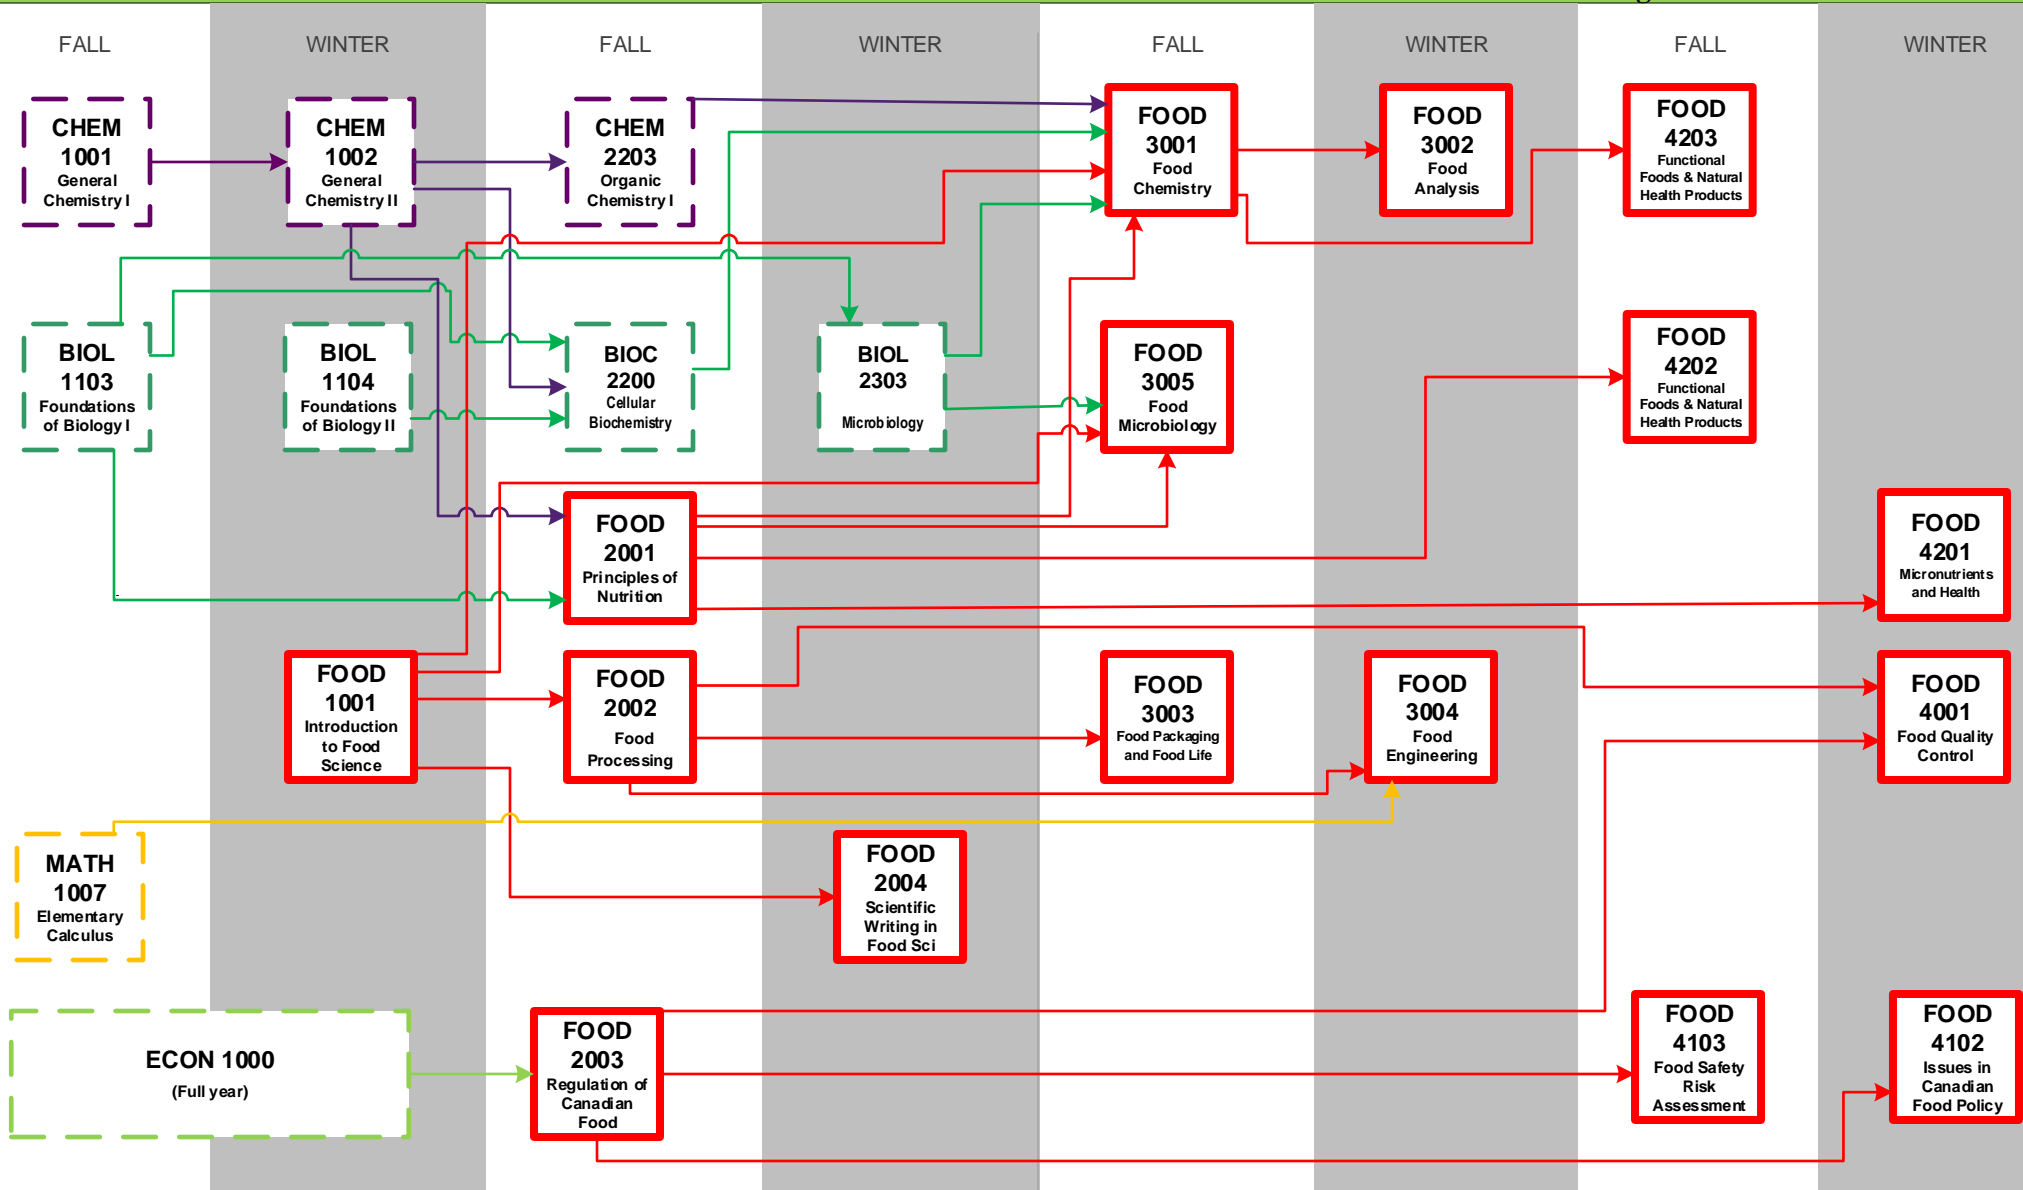 FALL
WINTER
FALL
WINTER
FALL
WINTER
FALL
WINTER
CHEM
1001
General
Chemistry I
CHEM
1002
General
Chemistry II
CHEM
2203
Organic
Chemistry I
FOOD
3001
Food
Chemistry
FOOD
3002
Food
Analysis
FOOD
4203
Functional
Foods & Natural
Health Products
BIOL
1103
Foundations
of Biology I
BIOL
1104
Foundations
of Biology II
BIOC
2200
Cellular
Biochemistry
BIOL
2303
Microbiology
FOOD
3005
Food
Microbiology
FOOD
4202
Functional
Foods & Natural
Health Products
FOOD
2001
Principles of
Nutrition
FOOD
4201
Micronutrients
and Health
FOOD
1001
Introduction
to Food
Science
FOOD
2002
Food
Processing
FOOD
3003
Food Packaging
and Food Life
FOOD
3004
Food
Engineering
FOOD
4001
Food Quality
Control
MATH
1007
Elementary
Calculus
FOOD
2004
Scientific
Writing in
Food Sci
ECON 1000
(Full year)
FOOD
2003
Regulation of
Canadian
Food
FOOD
4103
Food Safety
Risk
Assessment
FOOD
4102
Issues in
Canadian
Food Policy